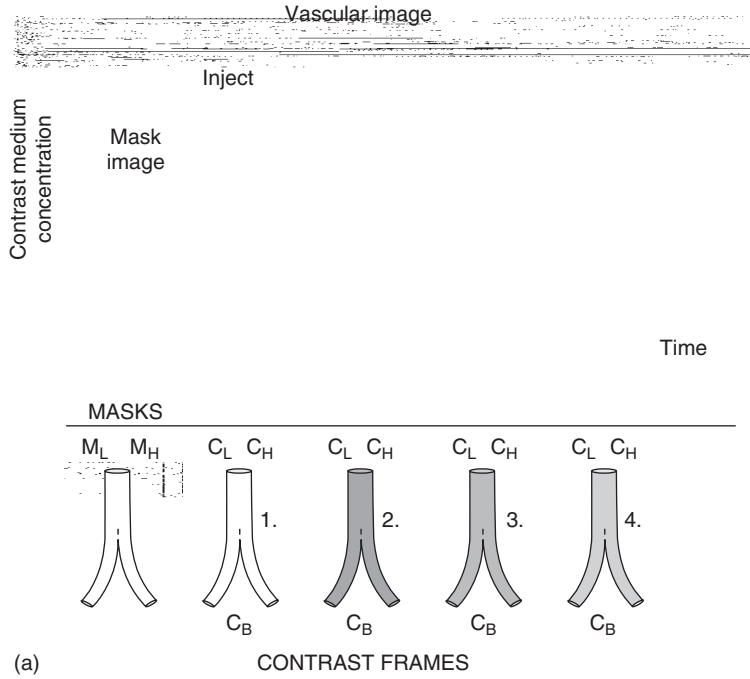 Vascular image
Inject
Contrast medium
concentration
Mask
image
Time
MASKS
M_L M_H C_L C_H C_L C_H C_L C_H C_L C_H
1. 2. 3. 4.
C_B C_B C_B
(a) CONTRAST FRAMES